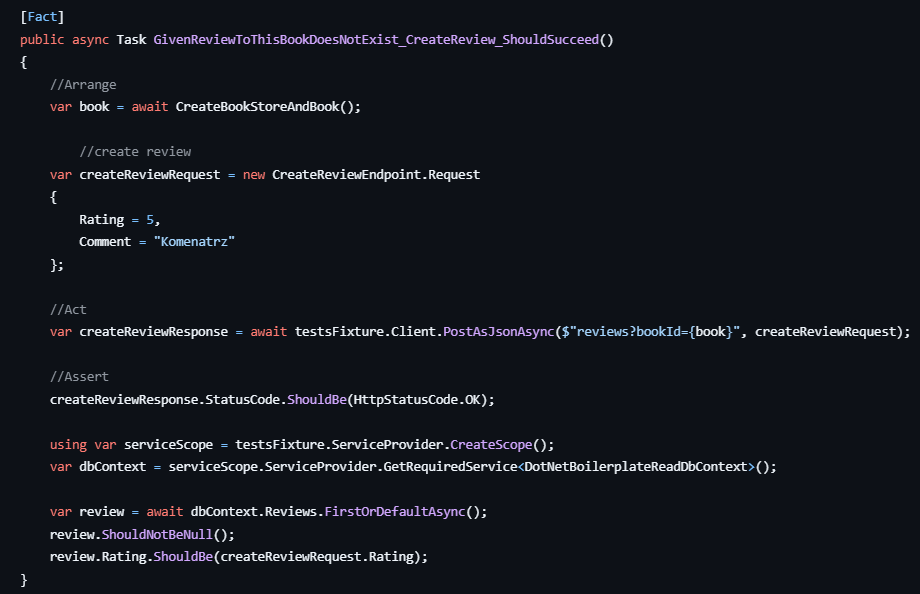 [Fact]
public async Task GivenReviewToThisBookDoesNotExist_CreateReview_ShouldSucceed()
{
    //Arrange
    var book = await CreateBookStoreAndBook();

        //create review
    var createReviewRequest = new CreateReviewEndpoint.Request
    {
        Rating = 5,
        Comment = "Komenatrz"
    };

    //Act
    var createReviewResponse = await testsFixture.Client.PostAsJsonAsync($"reviews?bookId={book}", createReviewRequest);

    //Assert
    createReviewResponse.StatusCode.ShouldBe(HttpStatusCode.OK);

    using var serviceScope = testsFixture.ServiceProvider.CreateScope();
    var dbContext = serviceScope.ServiceProvider.GetRequiredService<DotNetBoilerplateReadDbContext>();

    var review = await dbContext.Reviews.FirstOrDefaultAsync();
    review.ShouldNotBeNull();
    review.Rating.ShouldBe(createReviewRequest.Rating);
}